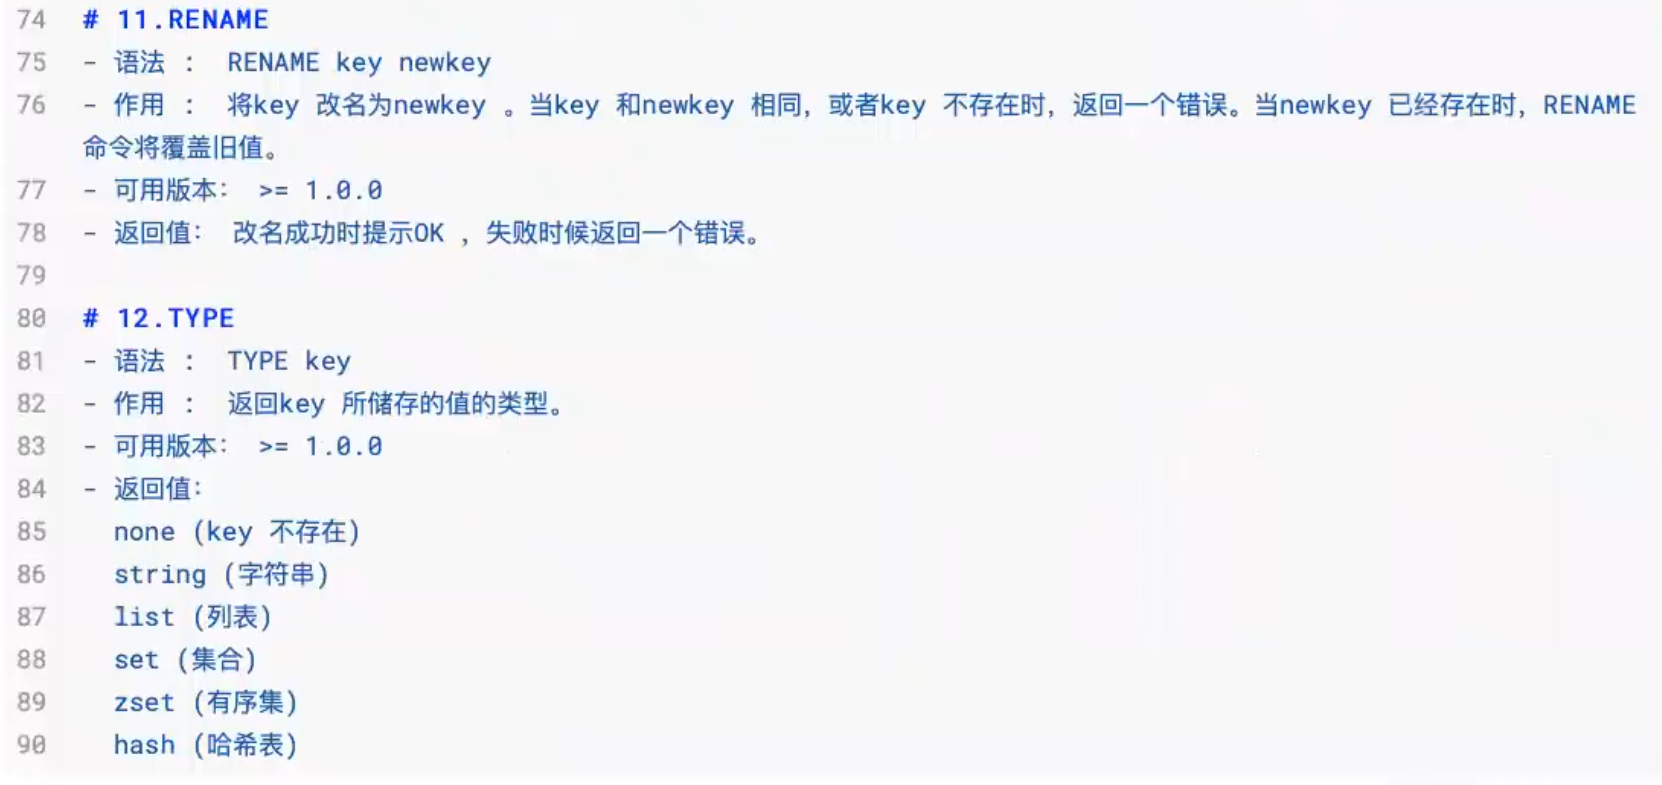 74 # 11.RENAME
75 - 语法 : RENAME key newkey
76 - 作用 : 将key 改名为newkey 。当key 和newkey 相同，或者key 不存在时，返回一个错误。当newkey 已经存在时，RENAME
命令将覆盖旧值。
77 - 可用版本： >= 1.0.0
78 - 返回值： 改名成功时提示OK ，失败时候返回一个错误。
79
80 # 12.TYPE
81 - 语法 : TYPE key
82 - 作用 : 返回key 所储存的值的类型。
83 - 可用版本： >= 1.0.0
84 - 返回值：
85 none (key 不存在)
86 string (字符串)
87 list (列表)
88 set (集合)
89 zset (有序集)
90 hash (哈希表)